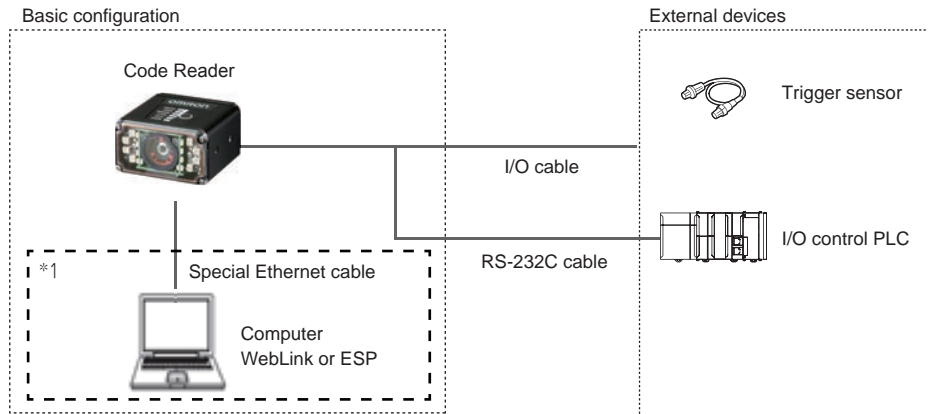 Basic configuration
External devices
Code Reader
OMRON
Trigger sensor
I/O cable
I/O control PLC
RS-232C cable
*1
Special Ethernet cable
Computer
WebLink or ESP